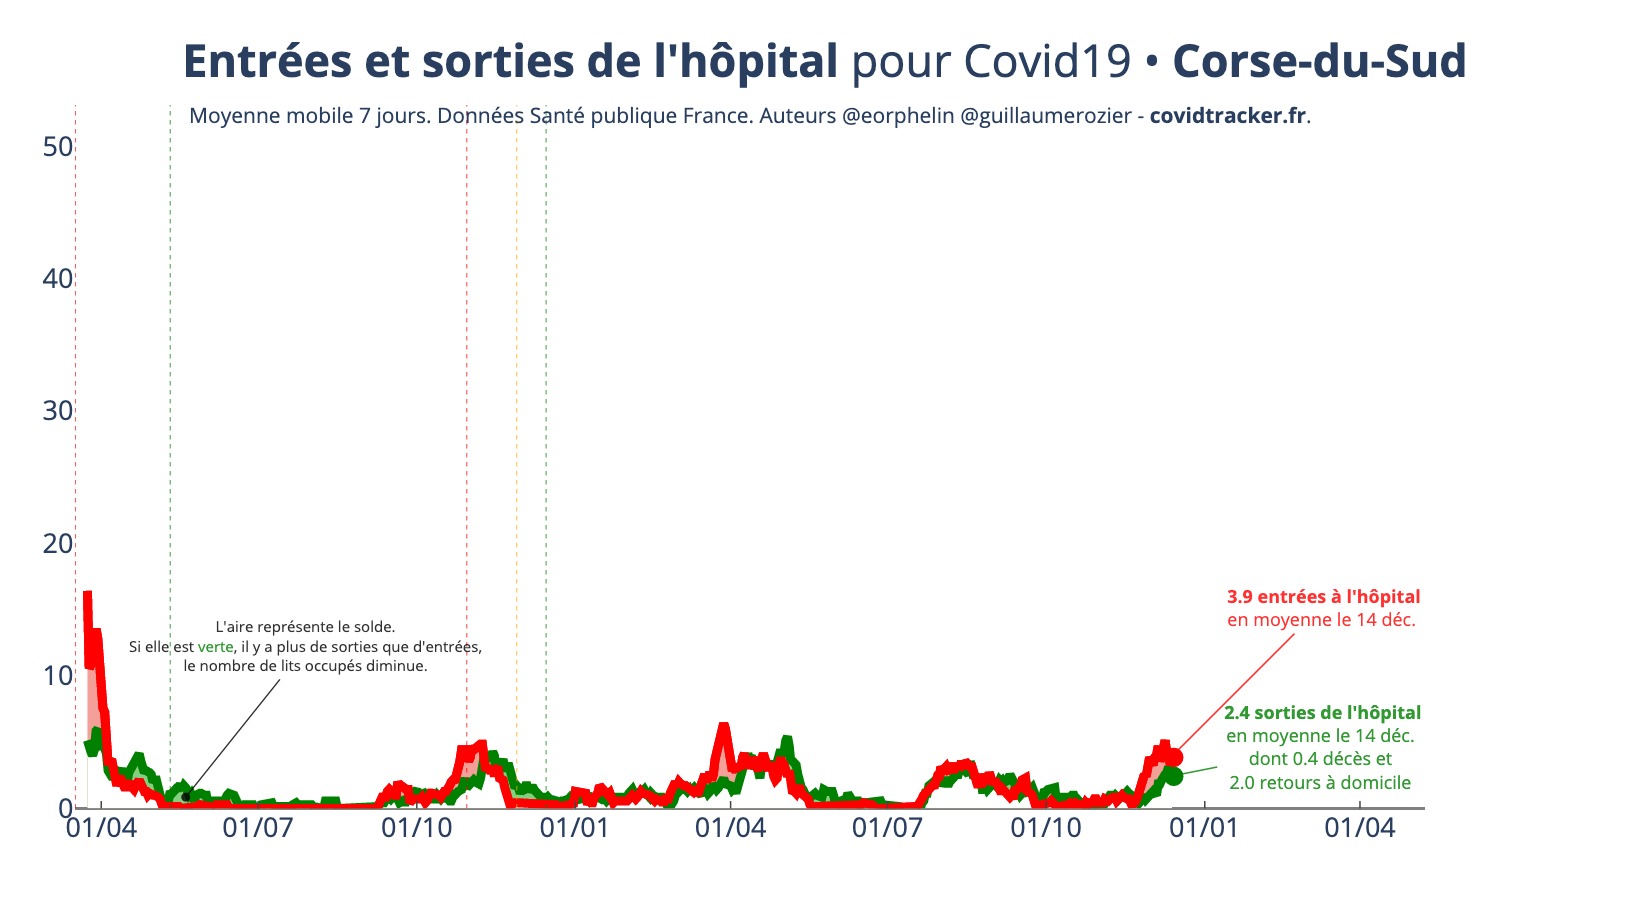 Entrées et sorties de l'hôpital pour Covid19 • Corse-du-Sud
Moyenne mobile 7 jours. Données Santé publique France. Auteurs @eorphelin @guillaumerozier - covidtracker.fr.
50
40
30
20
10
0
L'aire représente le solde.
Si elle est verte, il y a plus de sorties que d'entrées,
le nombre de lits occupés diminue.
3.9 entrées à l'hôpital
en moyenne le 14 déc.
2.4 sorties de l'hôpital
en moyenne le 14 déc.
dont 0.4 décès et
2.0 retours à domicile
01/04 01/07 01/10 01/01 01/04 01/07 01/10 01/01 01/04